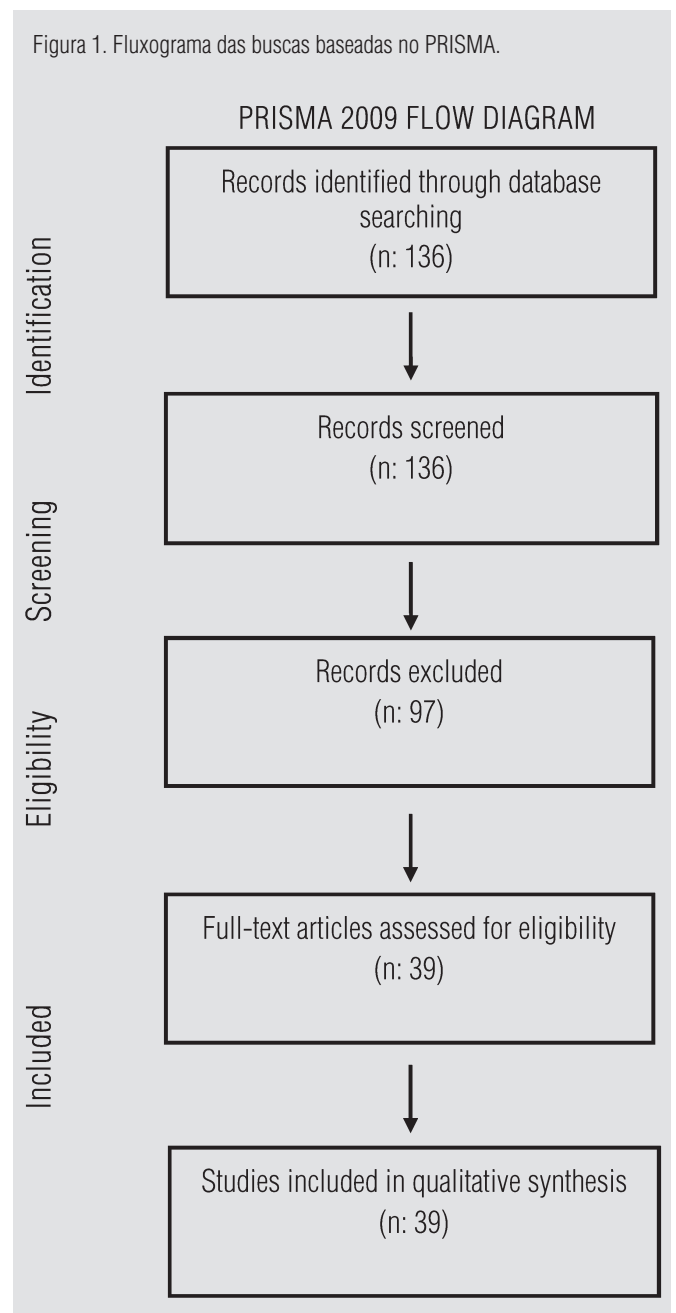 Figura 1. Fluxograma das buscas baseadas no PRISMA.
PRISMA 2009 FLOW DIAGRAM
Identification
Records identified through database
searching
(n: 136)
Records screened
(n: 136)
Screening
Records excluded
(n: 97)
Eligibility
Full-text articles assessed for eligibility
(n: 39)
Included
Studies included in qualitative synthesis
(n: 39)